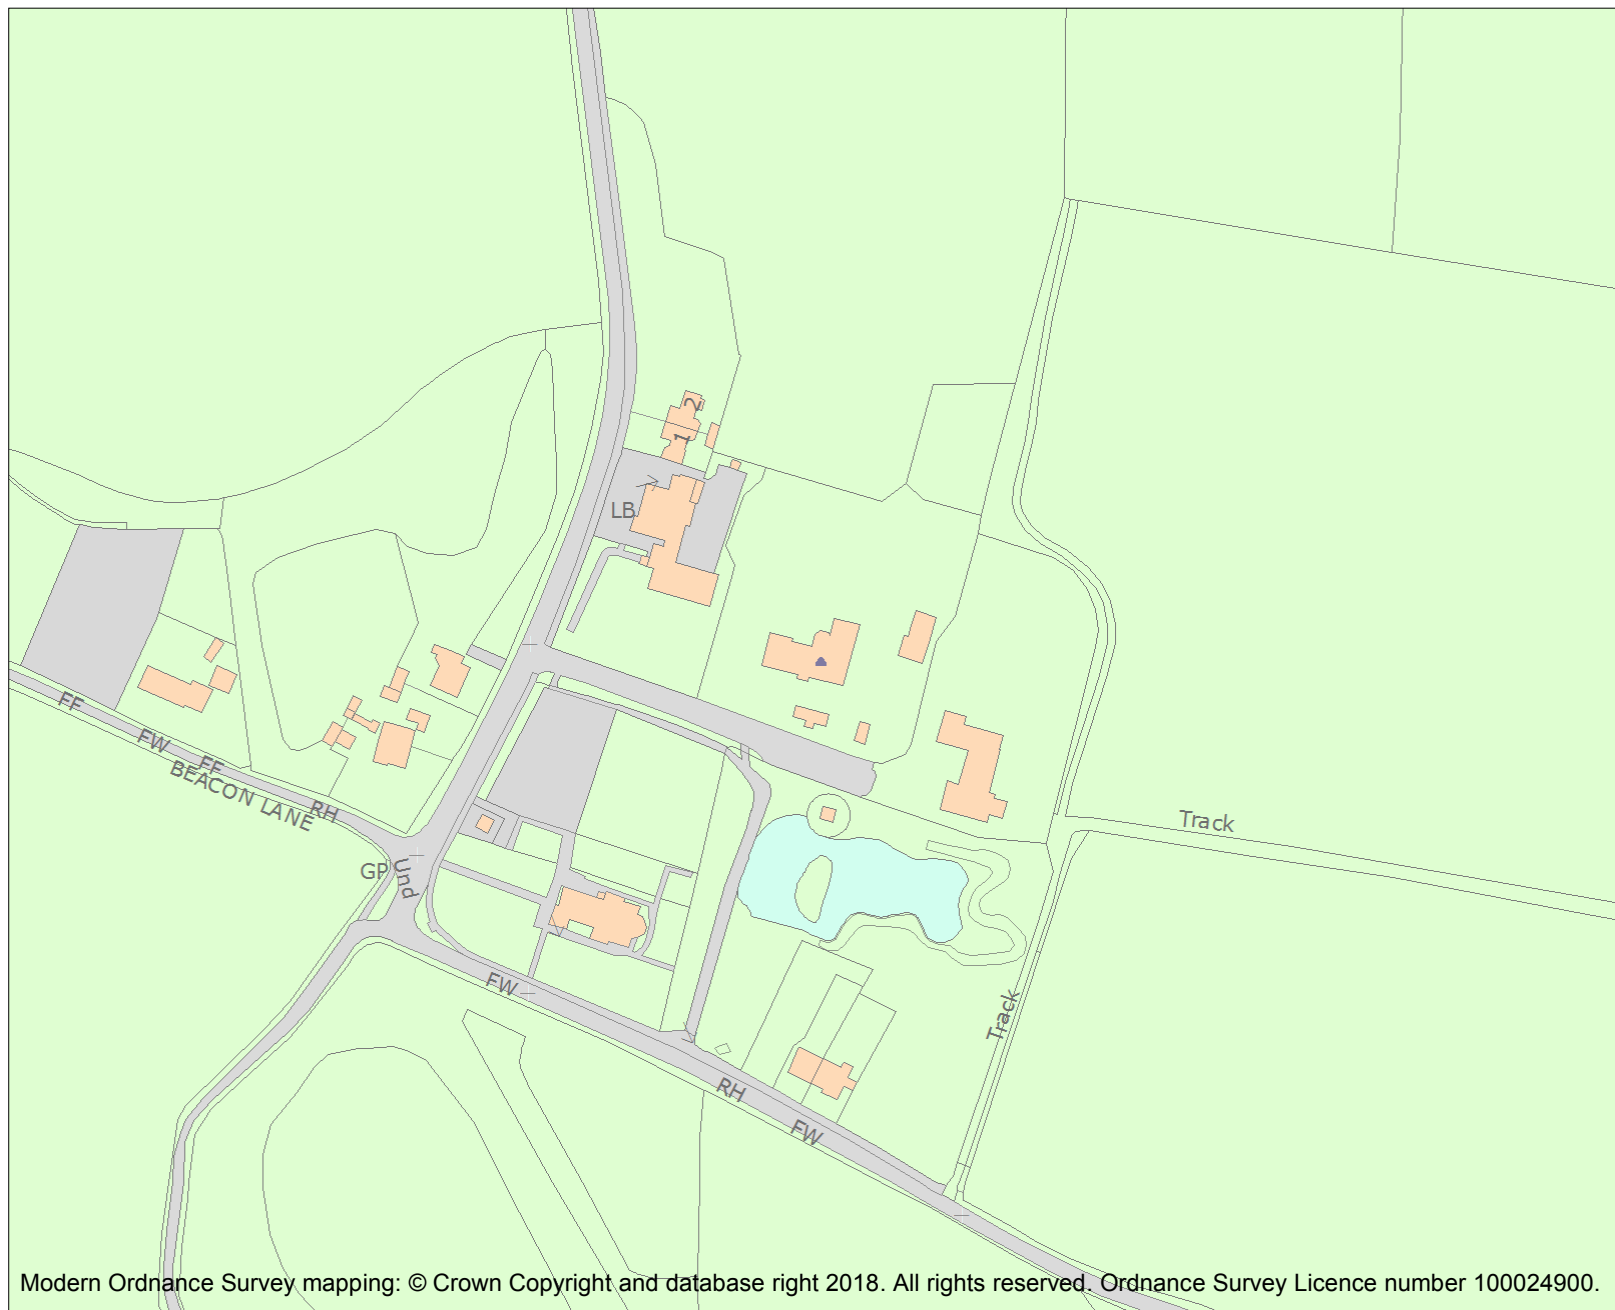 2
1
LB
FF
FW
FF
BEACON LANE
RH
Track
GP
Und
FW
Track
RH
FW
Modern Ordnance Survey mapping: © Crown Copyright and database right 2018. All rights reserved. Ordnance Survey Licence number 100024900.